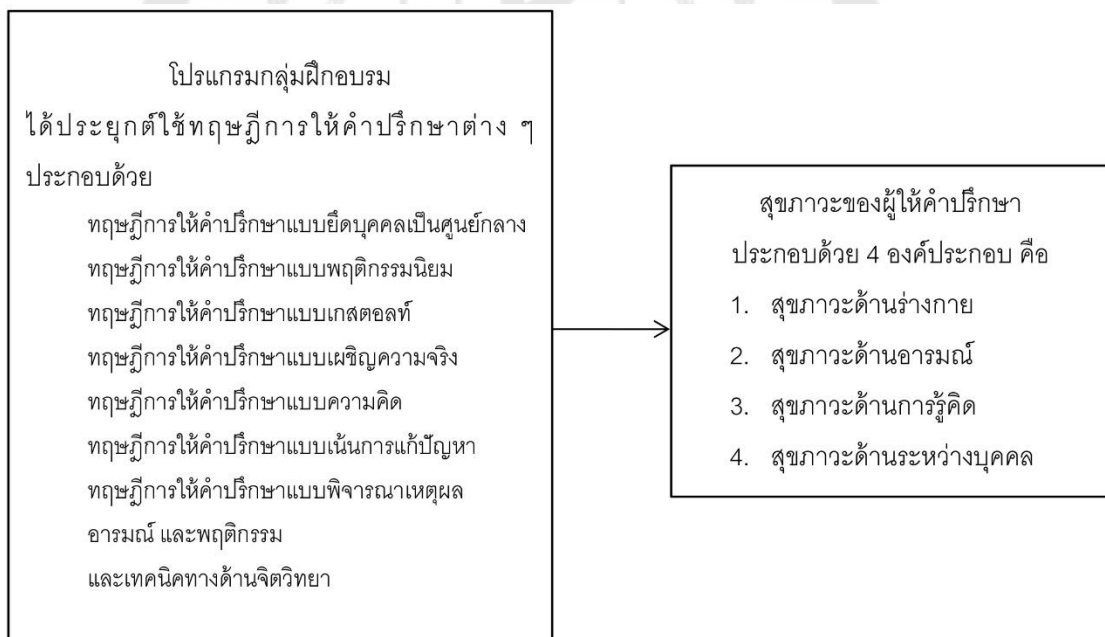 โปรแกรมกลุ่มฝึกอบรม
ได้ประยุกต์ใช้ทฤษฎีการให้คำปรึกษาต่าง ๆ
ประกอบด้วย
ทฤษฎีการให้คำปรึกษาแบบยึดบุคคลเป็นศูนย์กลาง
ทฤษฎีการให้คำปรึกษาแบบพฤติกรรมนิยม
ทฤษฎีการให้คำปรึกษาแบบเกสตอลท์
ทฤษฎีการให้คำปรึกษาแบบเผชิญความจริง
ทฤษฎีการให้คำปรึกษาแบบความคิด
ทฤษฎีการให้คำปรึกษาแบบเน้นการแก้ปัญหา
ทฤษฎีการให้คำปรึกษาแบบพิจารณาเหตุผล
อารมณ์ และพฤติกรรม
และเทคนิคทางด้านจิตวิทยา
สุขภาวะของผู้ให้คำปรึกษา
ประกอบด้วย 4 องค์ประกอบ คือ
1. สุขภาวะด้านร่างกาย
2. สุขภาวะด้านอารมณ์
3. สุขภาวะด้านการรู้คิด
4. สุขภาวะด้านระหว่างบุคคล